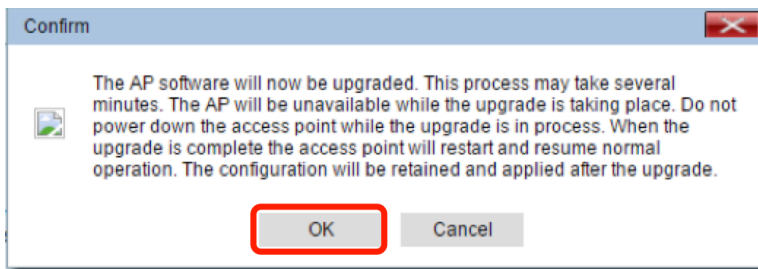 Confirm
The AP software will now be upgraded. This process may take several
minutes. The AP will be unavailable while the upgrade is taking place. Do not
power down the access point while the upgrade is in process. When the
upgrade is complete the access point will restart and resume normal
operation. The configuration will be retained and applied after the upgrade.
OK Cancel